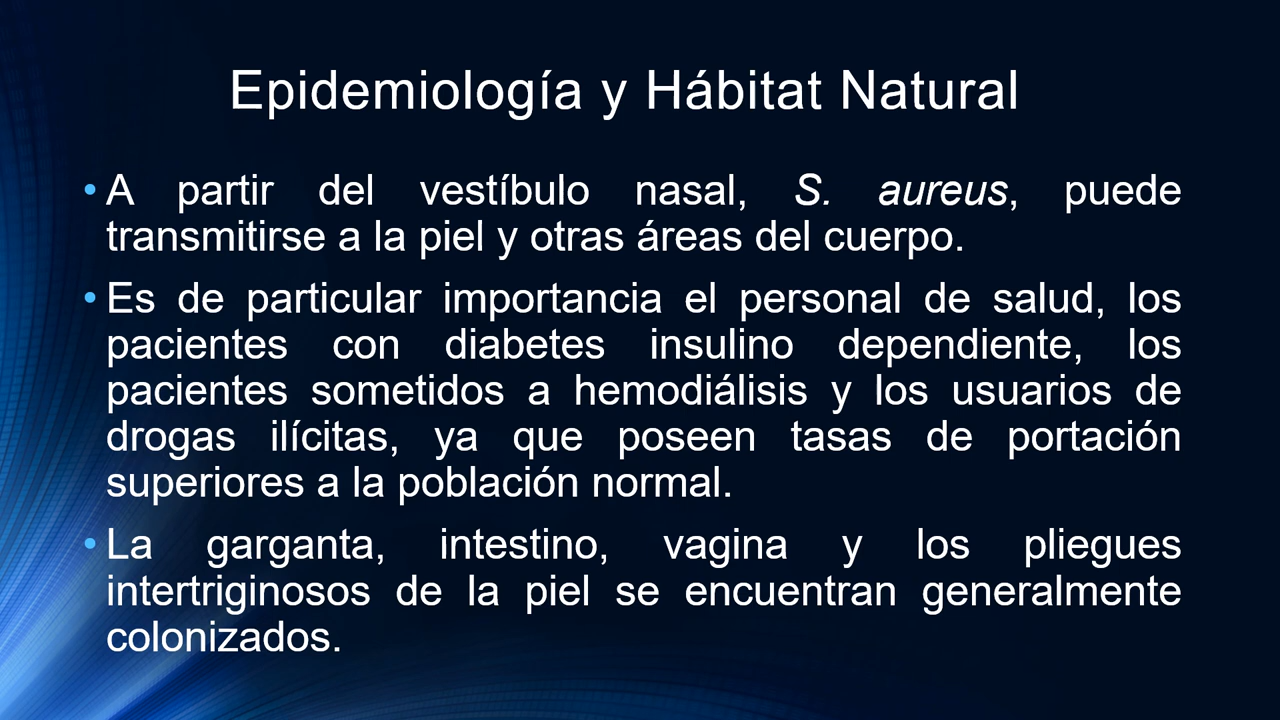 Epidemiología y Hábitat Natural
• A partir del vestíbulo nasal, S. aureus, puede
transmitirse a la piel y otras áreas del cuerpo.
• Es de particular importancia el personal de salud, los
pacientes con diabetes insulino dependiente, los
pacientes sometidos a hemodiálisis y los usuarios de
drogas ilícitas, ya que poseen tasas de portación
superiores a la población normal.
• La garganta, intestino, vagina y los pliegues
intertriginosos de la piel se encuentran generalmente
colonizados.